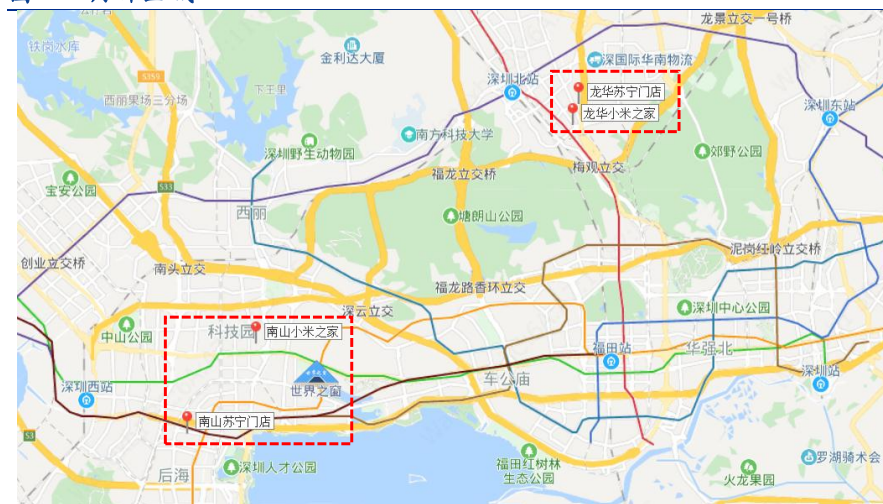 龙景立交一号桥
铁岗水库
金利达大厦
深国际华南物流
S359
下王里
深圳北站
龙华苏宁门店
西丽果场三分场
龙华小米之家
深圳东站
南方科技大学
深圳野生动物园
郊野公园
梅观立交
福龙立交桥
宝安公园
S33
西丽
塘朗山公园
泥岗红岭立交桥
创业立交桥
南头立交
福龙路香环立交
深云立交
深圳中心公园
中山公园
科技园
南山小米之家
福田站
华强北
世界之窗
车公庙
深圳西站
深圳站
南山苏宁门店
S3
后海
深圳人才公园
福田红树林
生态公园
火龙果园
罗湖骑术会